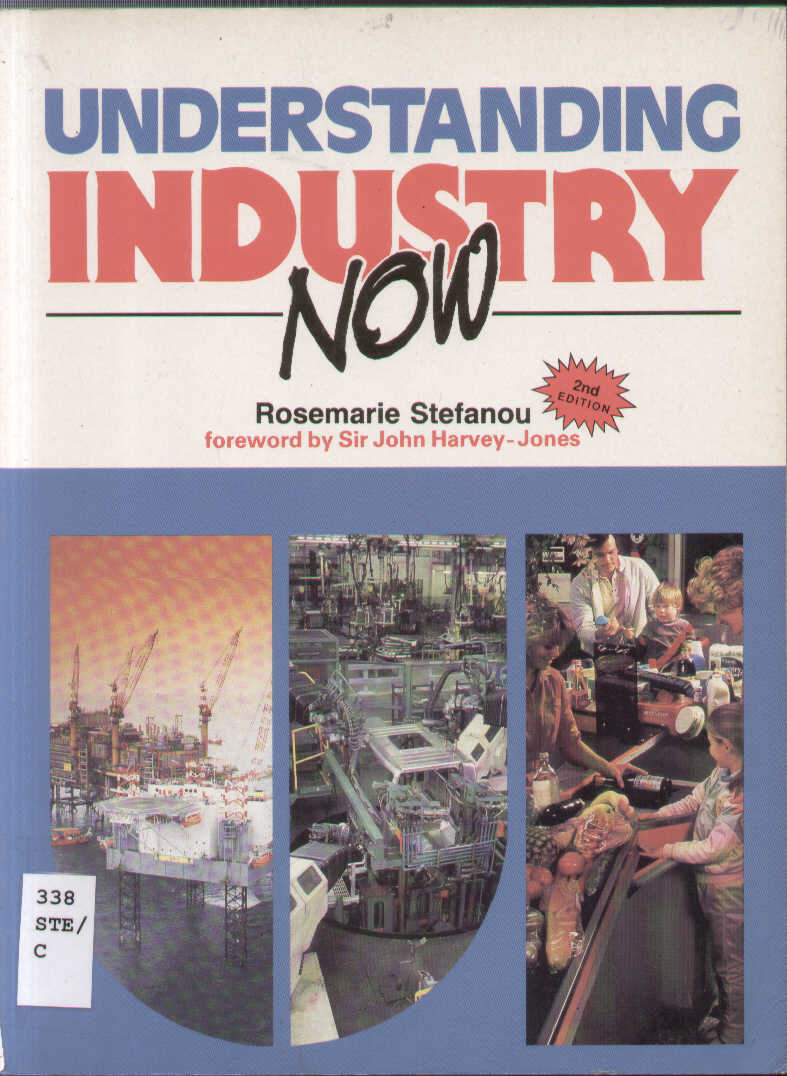 UNDERSTANDING
INDUSTRY
NOW
Rosemarie Stefanou
2nd
EDITION
foreword by Sir John Harvey-Jones
338
STE/
C